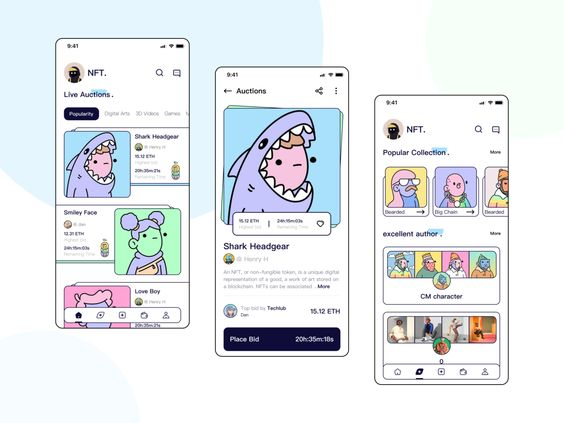 9:41
NFT.
Live Auctions .
Popularity
Digital Arts
3D Videos
Games
Shark Headgear
@ Henry H
15.12 ETH
Highest bid
20h:35m:21s
Remaining Time
Smiley Face
@ dan
12.31 ETH
Highest bid
24h:15m:03s
Remaining Time
Love Boy
@ Henry H
9:41
Auctions
15.12 ETH
Highest bid
24h:15m:03s
Remaining Time
Shark Headgear
@ Henry H
An NFT, or non-fungible token, is a unique digital
representation of a good, a work of an art stored on
a blockchain. NFTs can be associated ...More
Top bid by Techlub
Dan
15.12 ETH
Place Bid
20h:35m:18s
9:41
NFT.
Popular Collection .
More
Bearded
Big Chain
Bearded
excellent author .
More
CM character
0